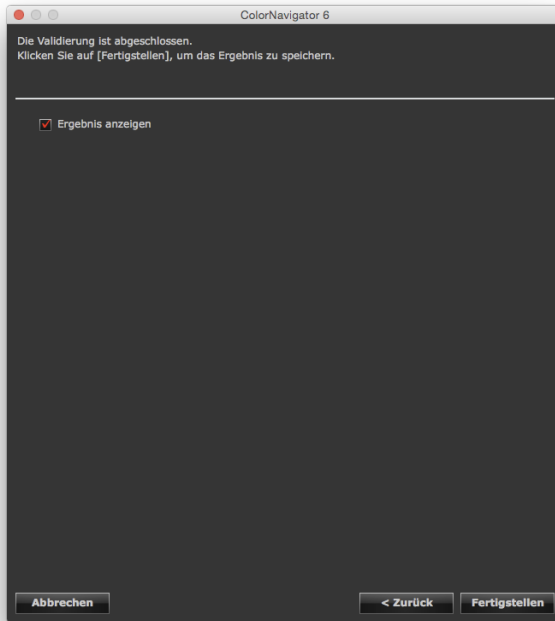 ColorNavigator 6
Die Validierung ist abgeschlossen.
Klicken Sie auf [Fertigstellen], um das Ergebnis zu speichern.
Ergebnis anzeigen
Abbrechen
< Zurück
Fertigstellen